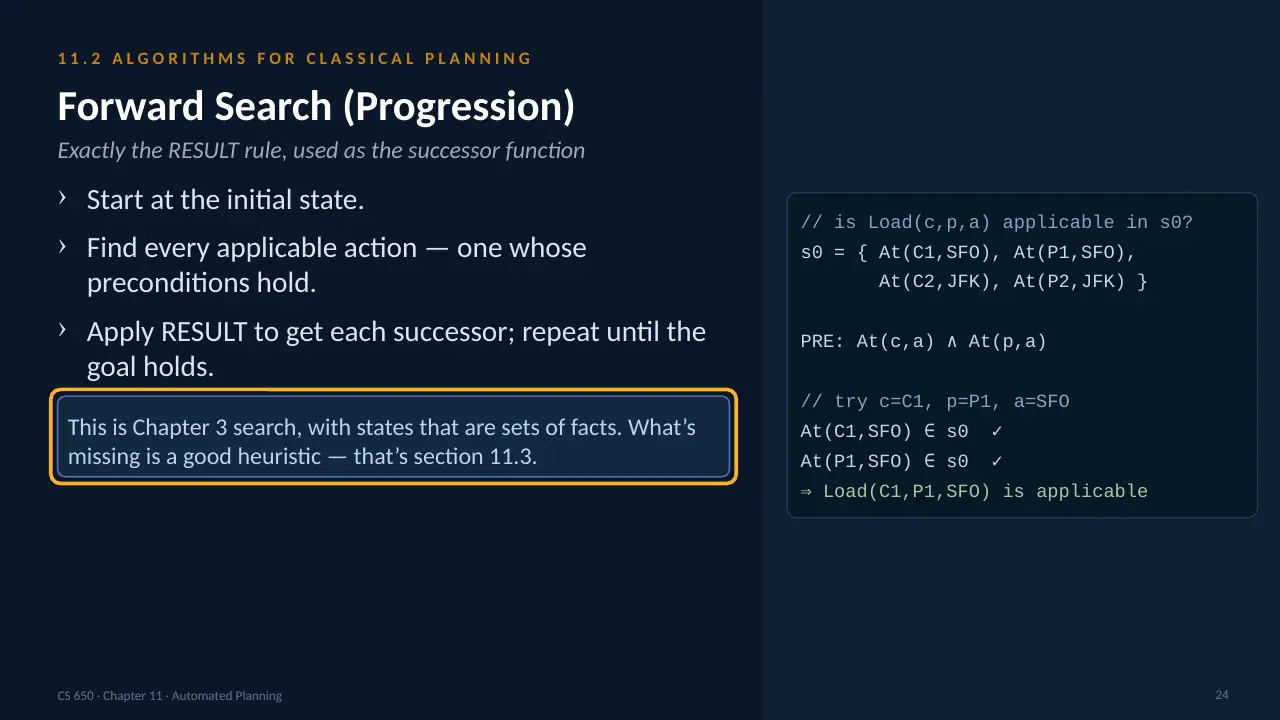 11.2 ALGORITHMS FOR CLASSICAL PLANNING
Forward Search (Progression)
Exactly the RESULT rule, used as the successor function
› Start at the initial state.
› Find every applicable action — one whose
preconditions hold.
› Apply RESULT to get each successor; repeat until the
goal holds.
This is Chapter 3 search, with states that are sets of facts. What’s
missing is a good heuristic — that’s section 11.3.
// is Load(c,p,a) applicable in s0?
s0 = { At(C1,SFO), At(P1,SFO),
At(C2,JFK), At(P2,JFK) }
PRE: At(c,a) ∧ At(p,a)
// try c=C1, p=P1, a=SFO
At(C1,SFO) ∈ s0 ✓
At(P1,SFO) ∈ s0 ✓
⇒ Load(C1,P1,SFO) is applicable
CS 650 · Chapter 11 · Automated Planning
24